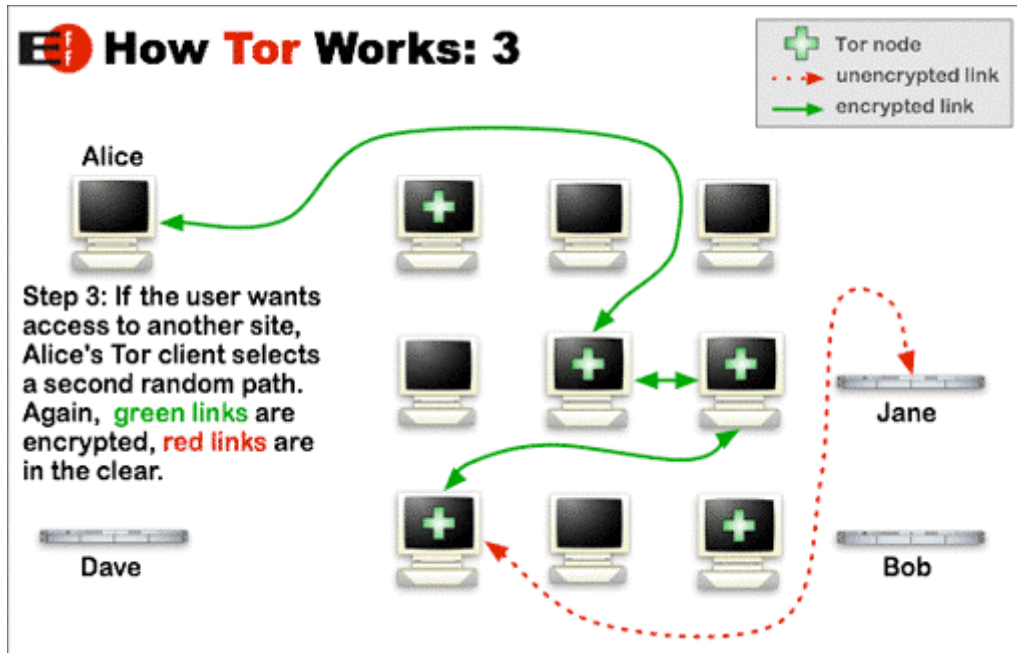 EFF How Tor Works: 3
Tor node
unencrypted link
encrypted link
Alice
Step 3: If the user wants
access to another site,
Alice's Tor client selects
a second random path.
Again, green links are
encrypted, red links are
in the clear.
Jane
Dave
Bob